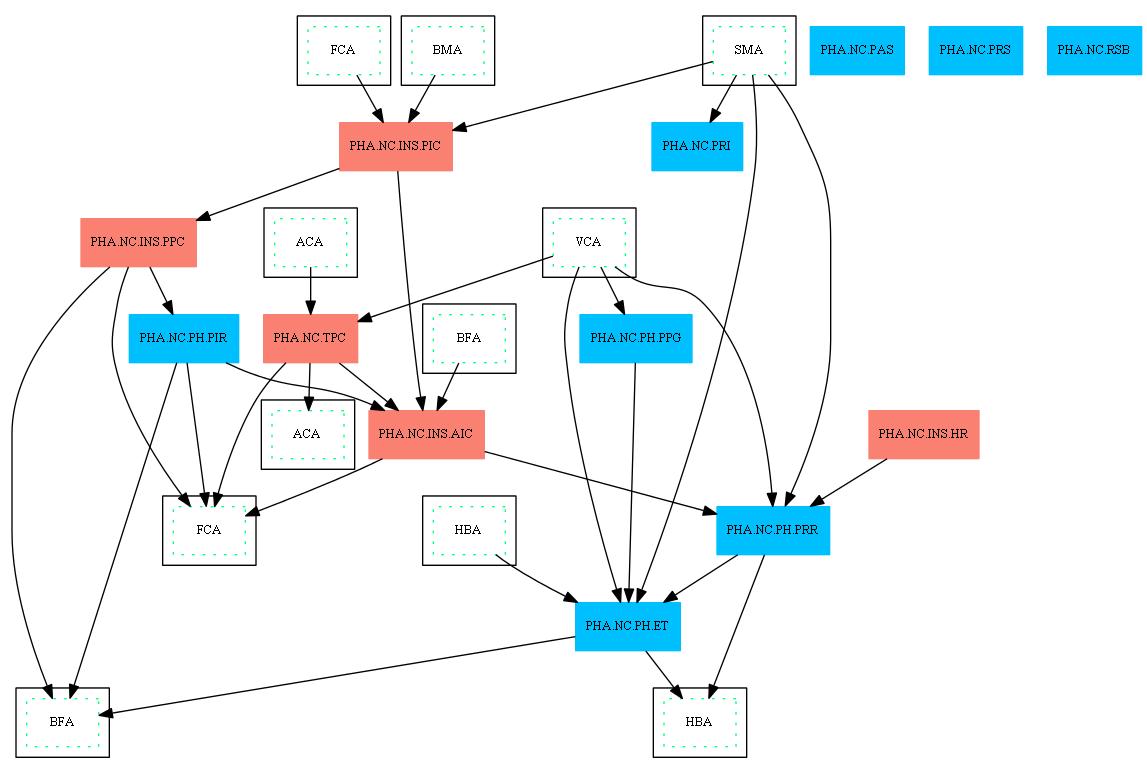 FCA
BMA
SMA
PHA.NC.PAS
PHA.NC.PRS
PHA.NC.RSB
PHA.NC.INS.PIC
PHA.NC.PRI
PHA.NC.INS.PPC
ACA
VCA
PHA.NC.PH.PIR
PHA.NC.TPC
BFA
PHA.NC.PH.PPG
ACA
PHA.NC.INS.AIC
PHA.NC.INS.HR
FCA
HBA
PHA.NC.PH.PRR
PHA.NC.PH.ET
BFA
HBA